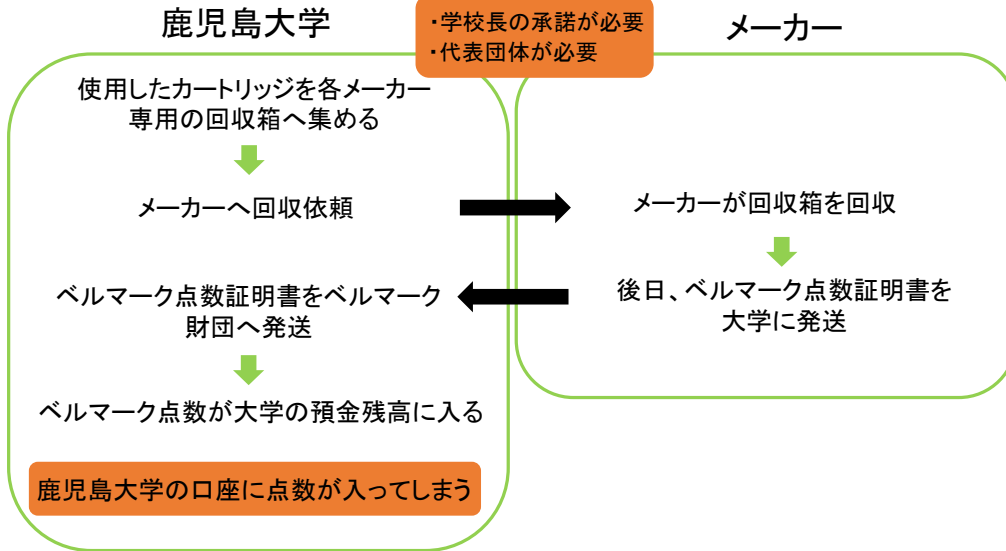 鹿児島大学
・学校長の承諾が必要
・代表団体が必要
メーカー
使用したカートリッジを各メーカー
専用の回収箱へ集める
メーカーへ回収依頼
メーカーが回収箱を回収
後日、ベルマーク点数証明書を
大学に発送
ベルマーク点数証明書をベルマーク
財団へ発送
ベルマーク点数が大学の預金残高に入る
鹿児島大学の口座に点数が入ってしまう